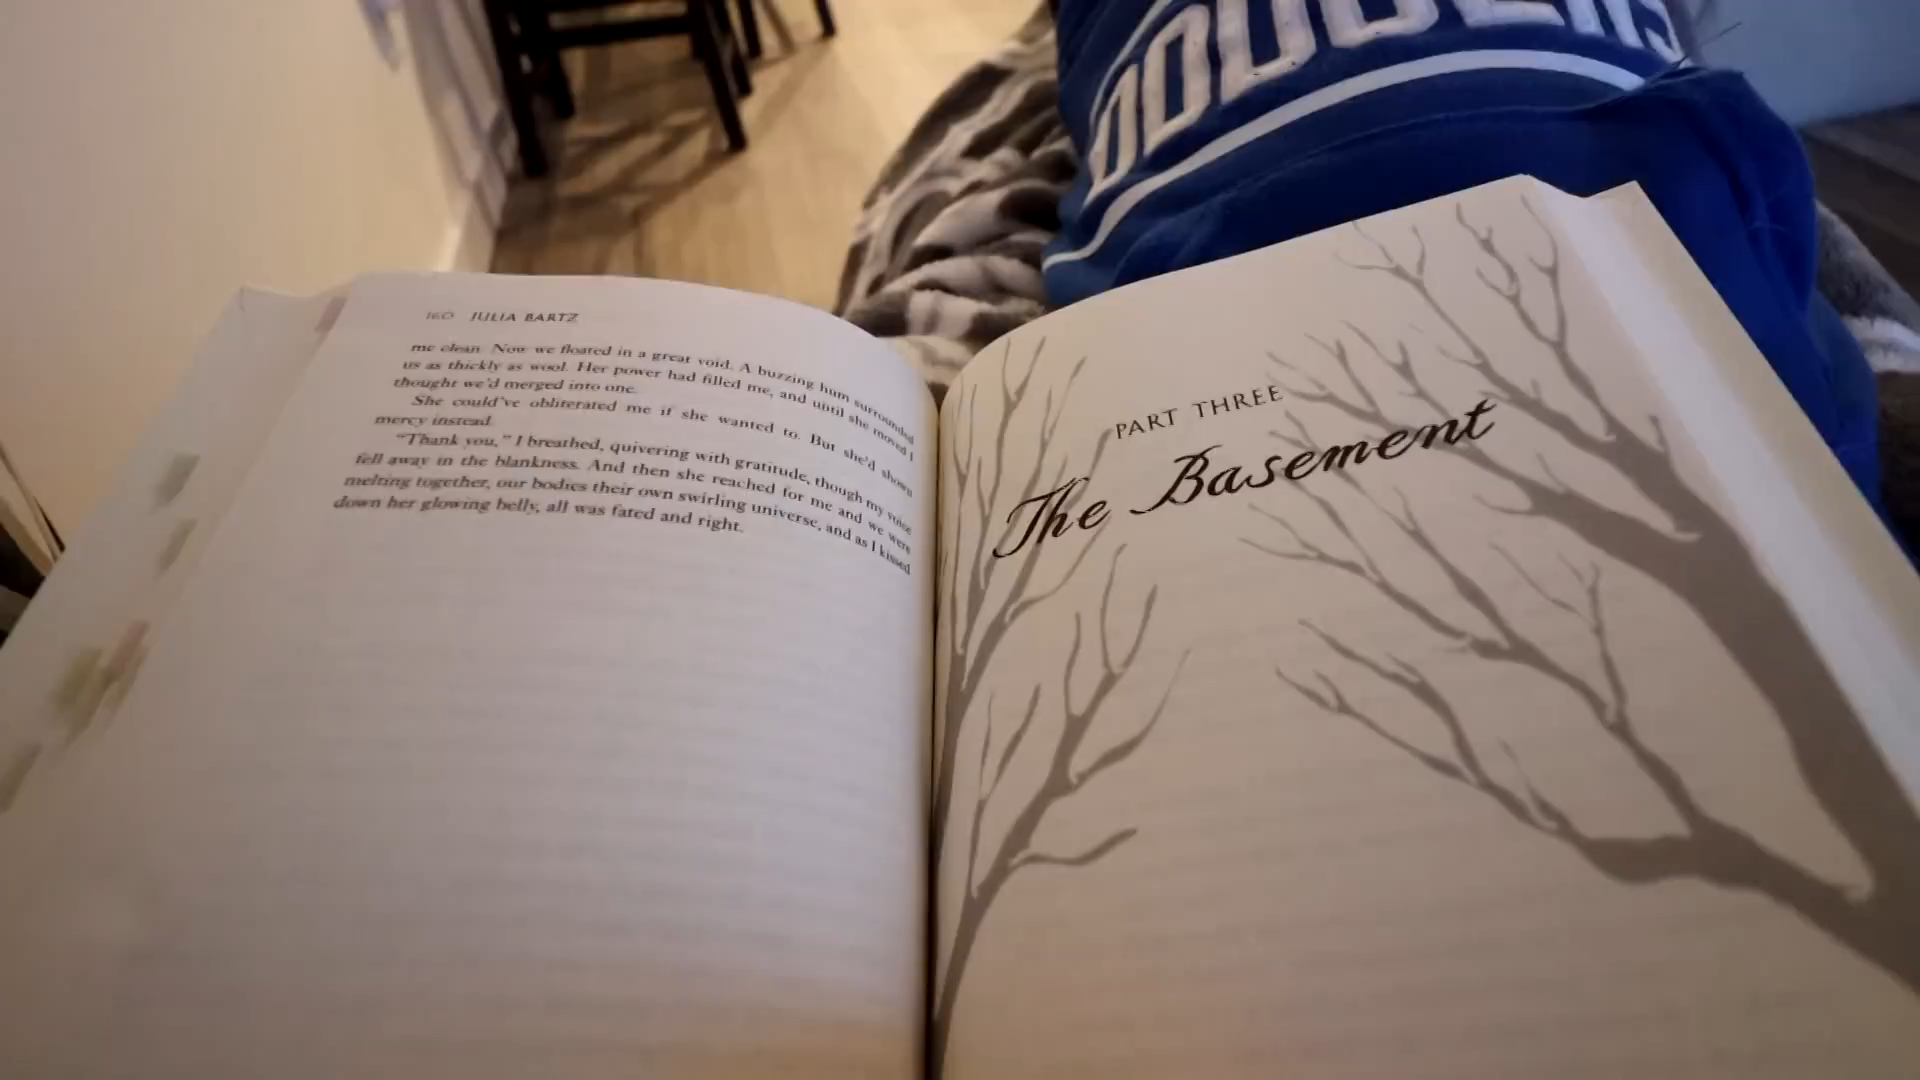 160 JULIA BARTZ
me clean. Now we floated in a great void. A buzzing hum surrounded
us as thickly as wool. Her power had filled me, and until she moved I
thought we'd merged into one.
She could've obliterated me if she wanted to. But she'd shown
mercy instead.
“Thank you,” I breathed, quivering with gratitude, though my voice
fell away in the blankness. And then she reached for me and we were
melting together, our bodies their own swirling universe, and as I kissed
down her glowing belly, all was fated and right.
PART THREE
The Basement